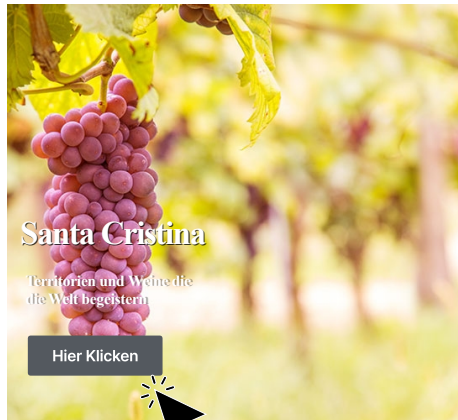 Santa Cristina
Territorien und Weine die
die Welt begeistern
Hier Klicken